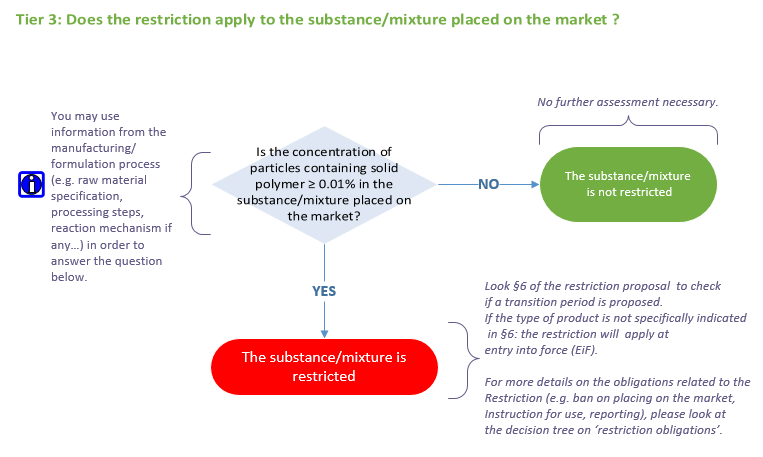 Tier 3: Does the restriction apply to the substance/mixture placed on the market ?
You may use
information from the
manufacturing/
formulation process
(e.g. raw material
specification,
processing steps,
reaction mechanism if
any…) in order to
answer the question
below.
Is the concentration of
particles containing solid
polymer ≥ 0.01% in the
substance/mixture placed on
the market?
NO
No further assessment necessary.
The substance/mixture
is not restricted
YES
The substance/mixture is
restricted
Look §6 of the restriction proposal to check
if a transition period is proposed.
If the type of product is not specifically indicated
in §6: the restriction will apply at
entry into force (EiF).
For more details on the obligations related to the
Restriction (e.g. ban on placing on the market,
Instruction for use, reporting), please look at
the decision tree on ‘restriction obligations’.